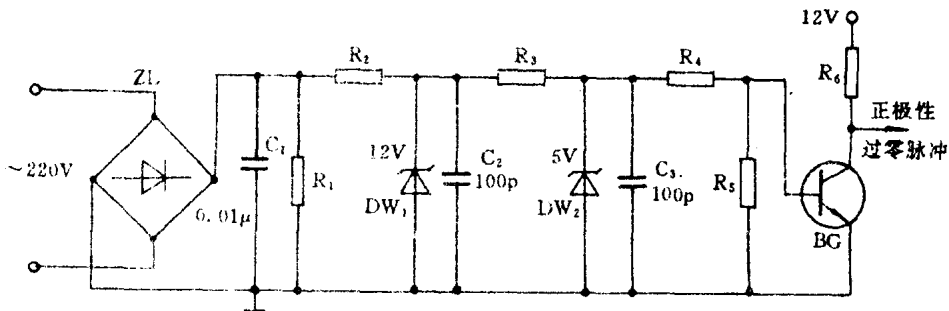 12V
ZL
R₂
R₃
R₄
R₆
正极性
过零脉冲
~220V
C₁
0.01μ
R₁
12V
DW₁
C₂
100p
5V
DW₂
C₃
100p
R₅
BG